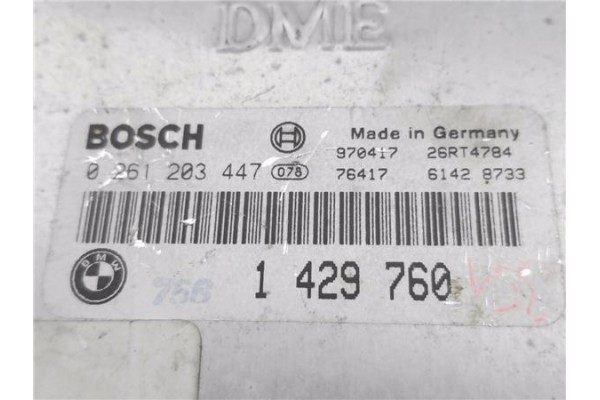 DME
BOSCH
Made in Germany
0 261 203 447 078
970417 26RT4784
76417 6142 8733
BMW
756 1 429 760